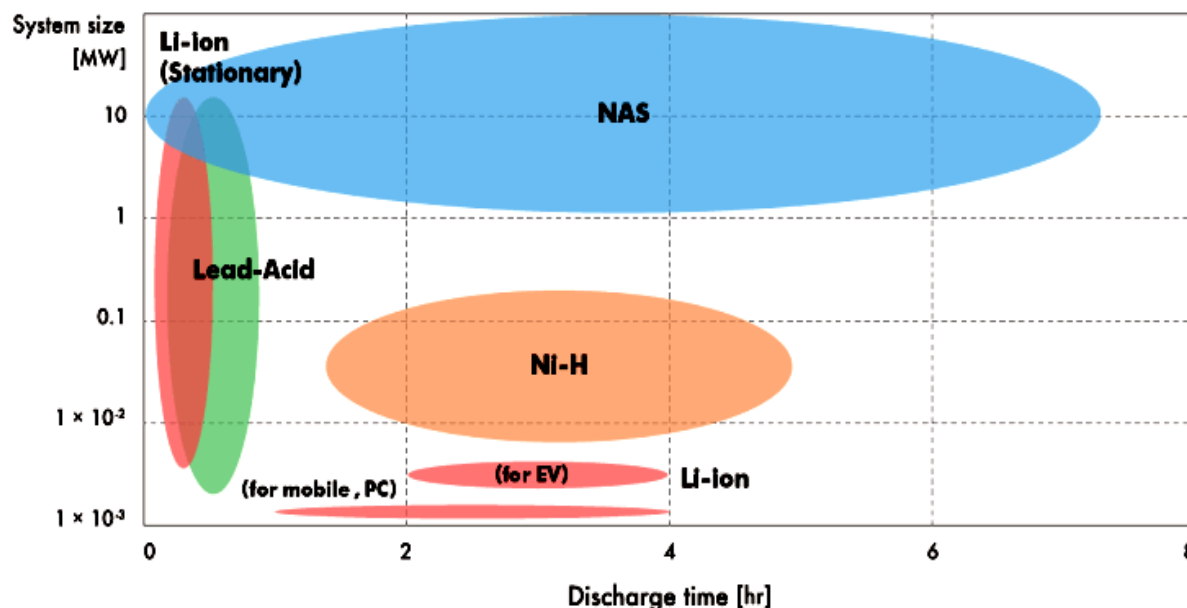 System size
[MW]
Li-ion
(Stationary)
10
NAS
1
Lead-Acid
0.1
Ni-H
1 × 10⁻²
(for EV)
Li-ion
(for mobile , PC)
1 × 10⁻³
0
2
4
6
8
Discharge time [hr]